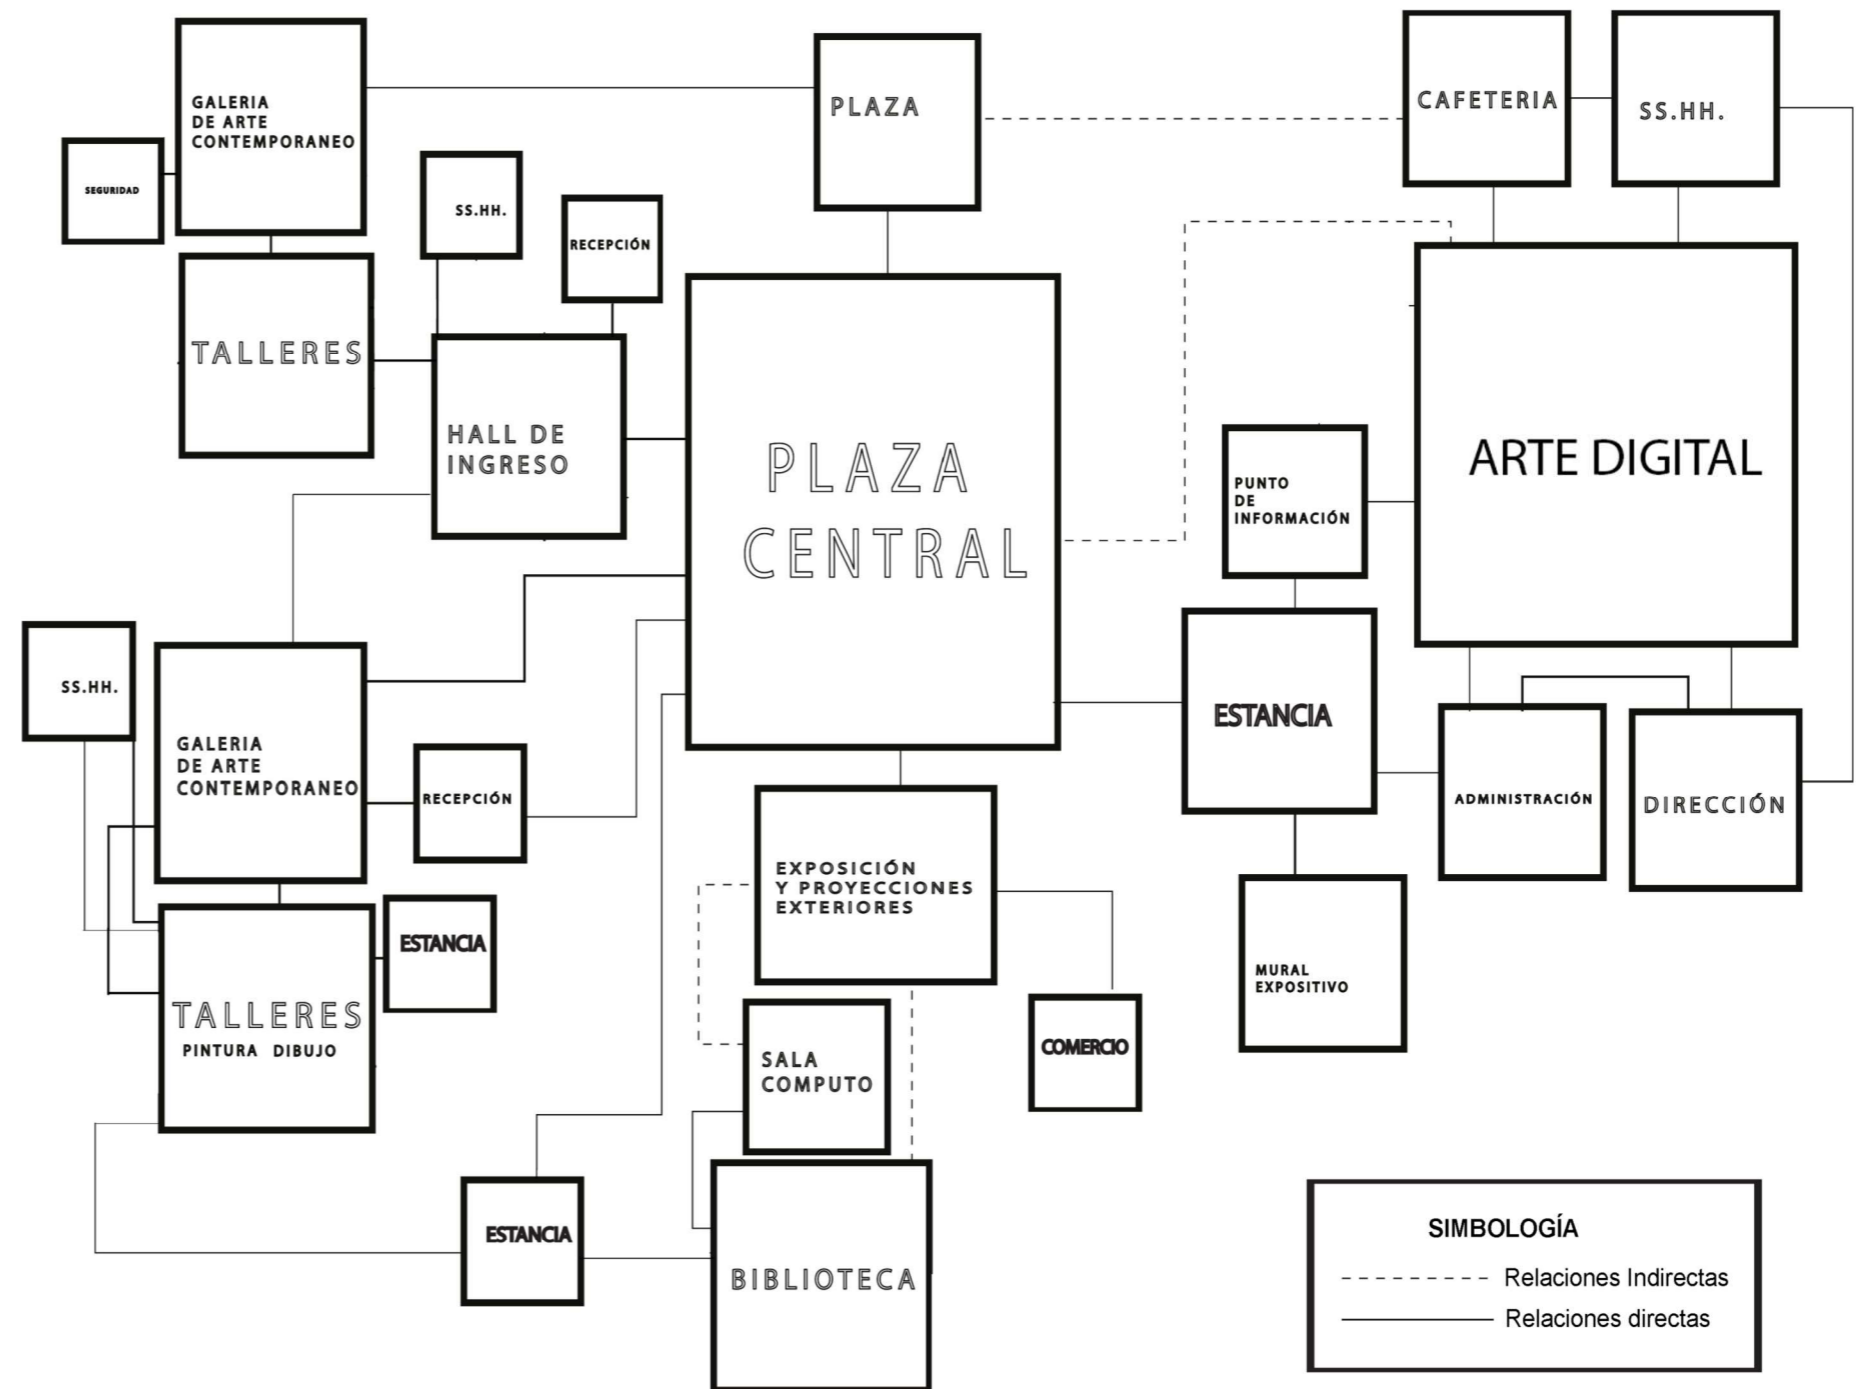 GALERIA
DE ARTE
CONTEMPORANEO
PLAZA
CAFETERIA
SS.HH.
SEGURIDAD
SS.HH.
RECEPCIÓN
TALLERES
HALL DE
INGRESO
PLAZA
CENTRAL
ARTE DIGITAL
PUNTO
DE
INFORMACIÓN
SS.HH.
GALERIA
DE ARTE
CONTEMPORANEO
RECEPCIÓN
ESTANCIA
ADMINISTRACIÓN
DIRECCIÓN
EXPOSICIÓN
Y PROYECCIONES
EXTERIORES
ESTANCIA
MURAL
EXPOSITIVO
TALLERES
PINTURA DIBUJO
SALA
COMPUTO
COMERCIO
ESTANCIA
BIBLIOTECA
SIMBOLOGÍA
Relaciones Indirectas
Relaciones directas